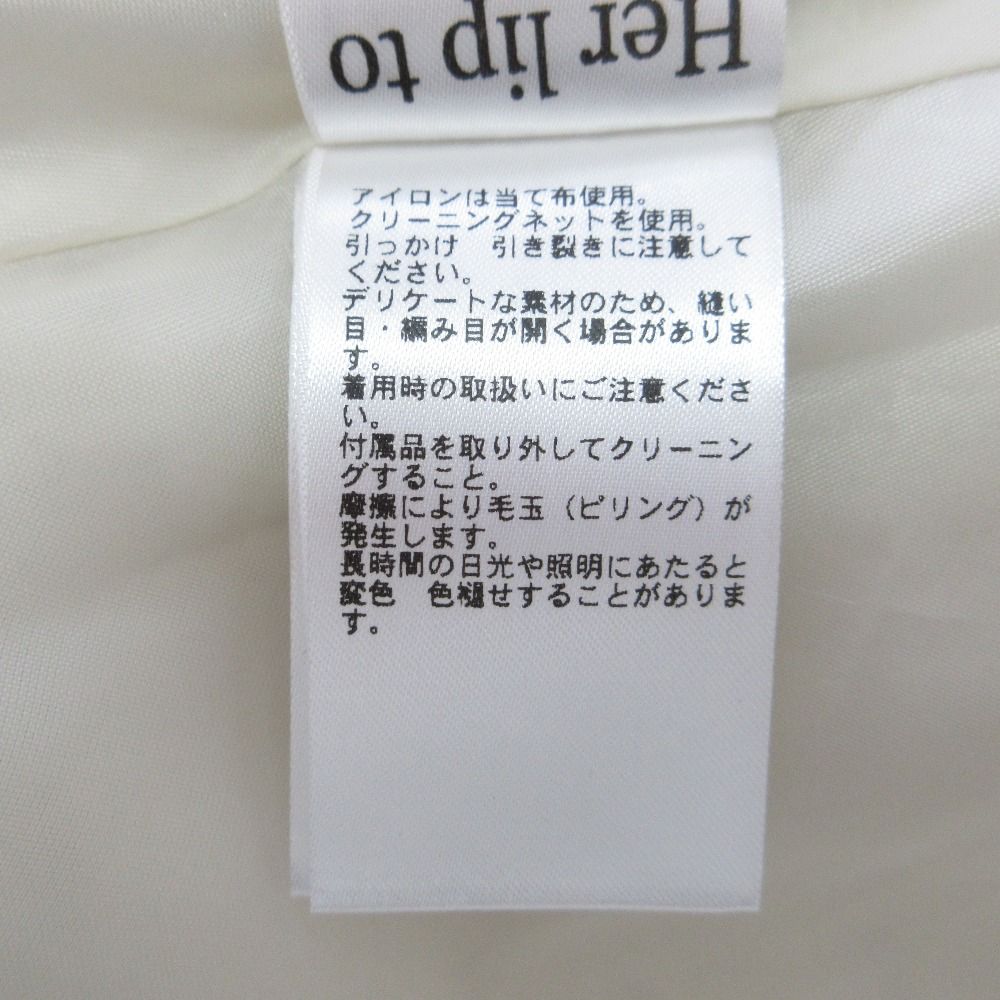 Her lip to
アイロンは当て布使用。
クリーニングネットを使用。
引っかけ　引き裂きに注意して
ください。
デリケートな素材のため、縫い
目・編み目が開く場合がありま
す。
着用時の取扱いにご注意くださ
い。
付属品を取り外してクリーニン
グすること。
摩擦により毛玉（ピリング）が
発生します。
長時間の日光や照明にあたると
変色　色褪せすることがありま
す。